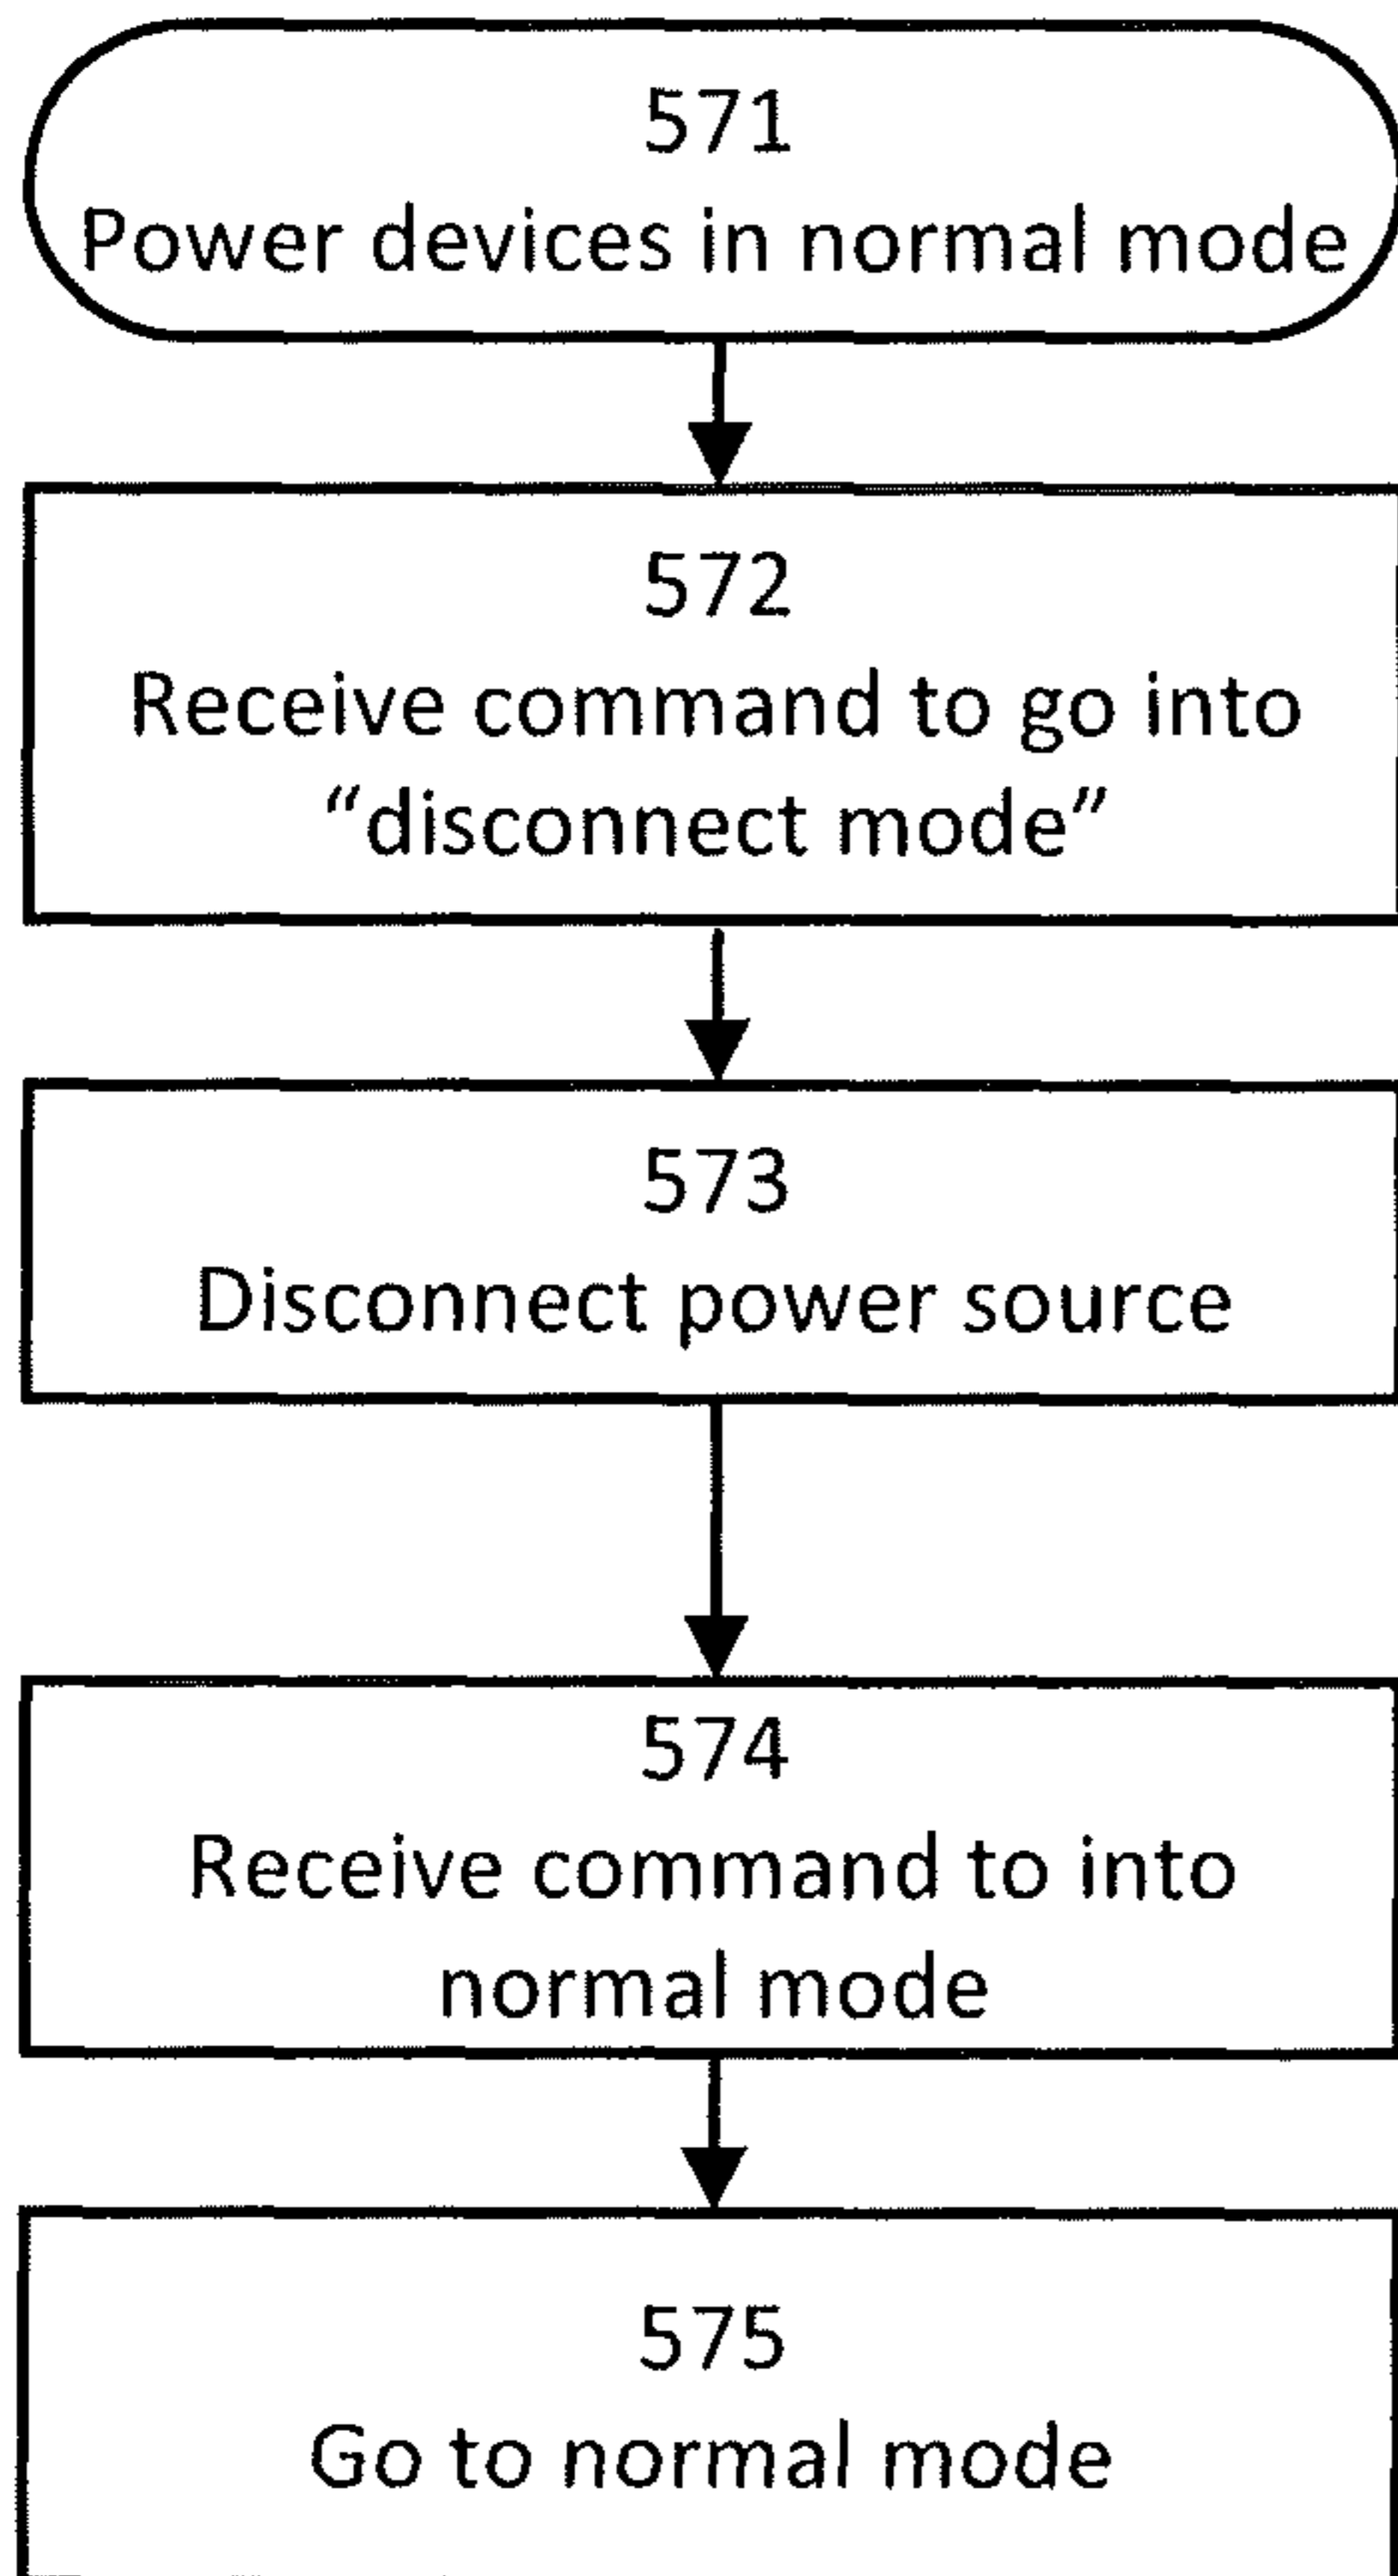 571
Power devices in normal mode
572
Receive command to go into
“disconnect mode”
573
Disconnect power source
574
Receive command to into
normal mode
575
Go to normal mode